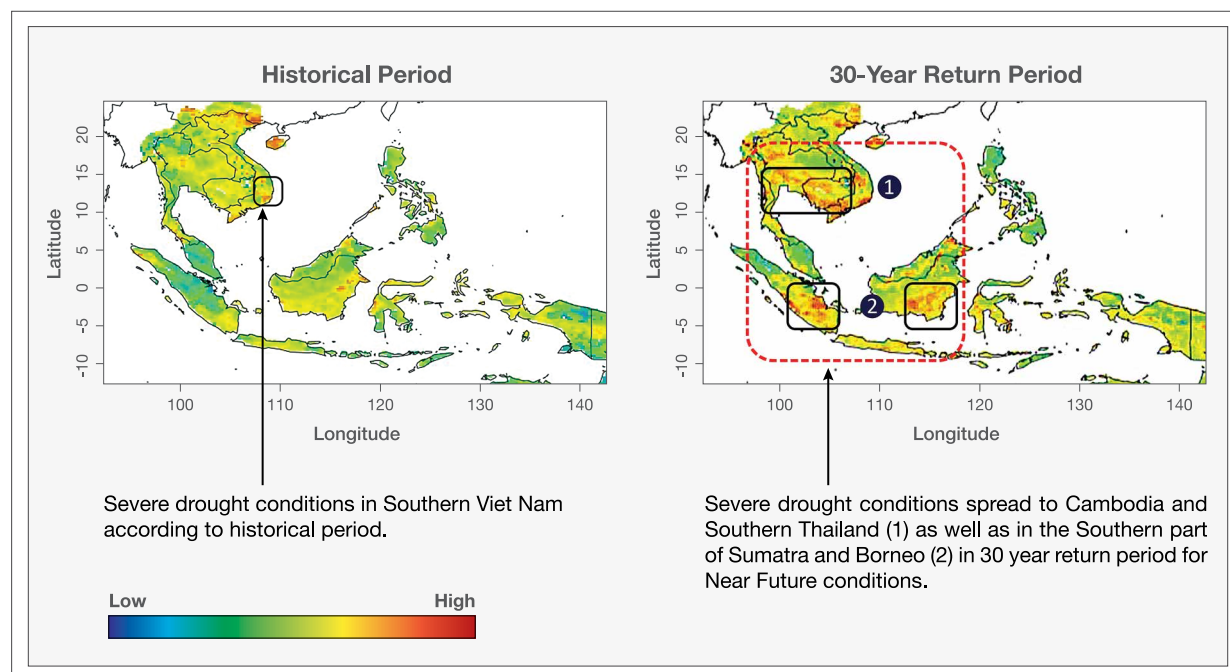 Historical Period
20
15
10
5
0
-5
-10
Latitude
100
110
120
130
140
Longitude
Severe drought conditions in Southern Viet Nam
according to historical period.
30-Year Return Period
20
15
10
5
0
-5
-10
Latitude
1
2
100
110
120
130
140
Longitude
Severe drought conditions spread to Cambodia and
Southern Thailand (1) as well as in the Southern part
of Sumatra and Borneo (2) in 30 year return period for
Near Future conditions.
Low High